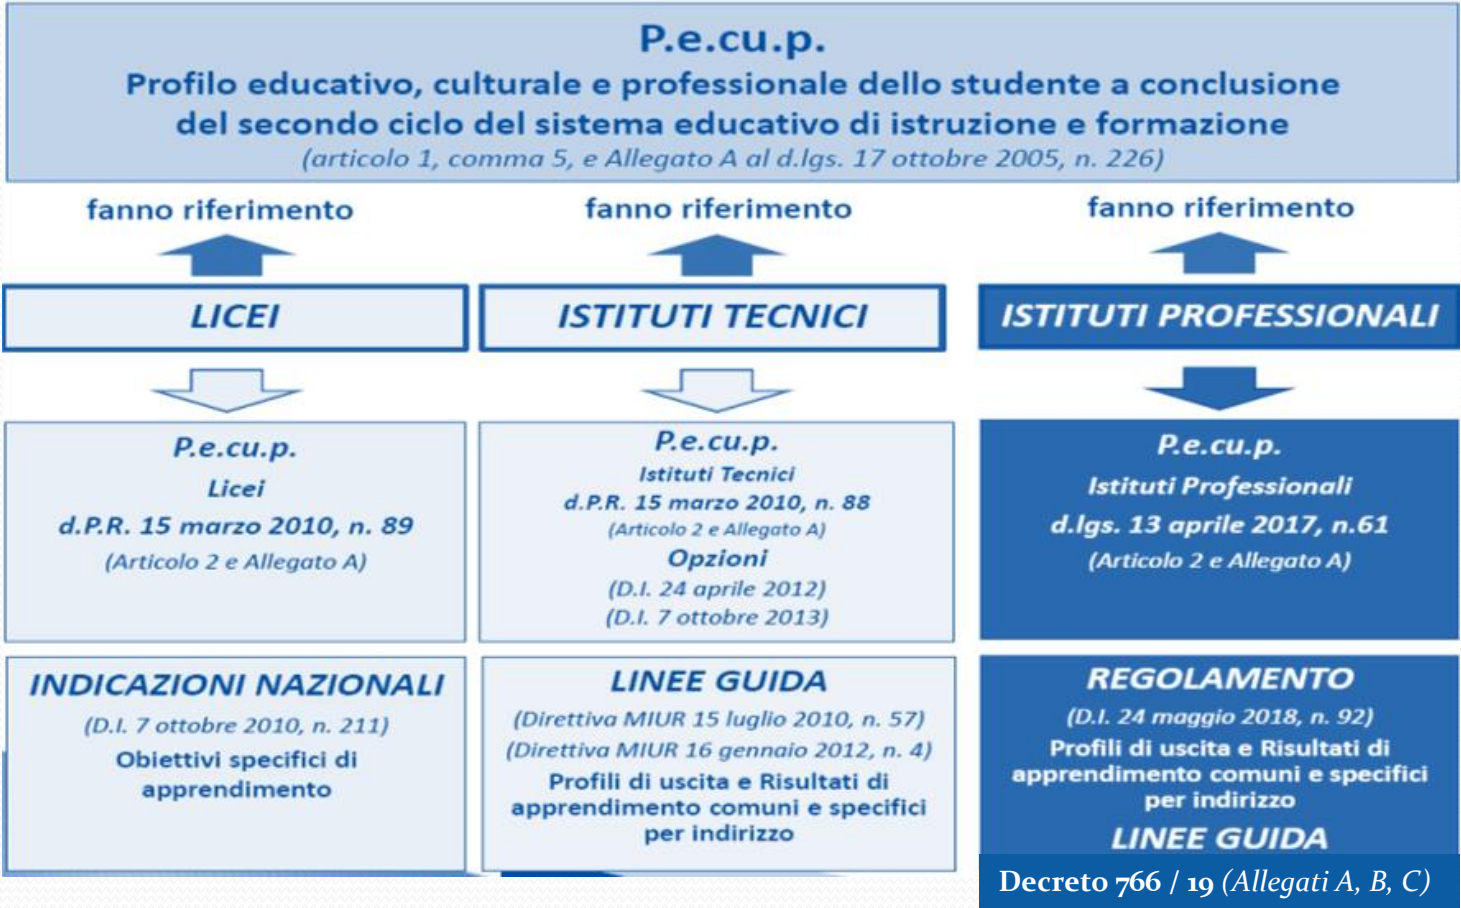 P.e.cu.p.
Profilo educativo, culturale e professionale dello studente a conclusione
del secondo ciclo del sistema educativo di istruzione e formazione
(articolo 1, comma 5, e Allegato A al d.lgs. 17 ottobre 2005, n. 226)
fanno riferimento
fanno riferimento
fanno riferimento
LICEI
ISTITUTI TECNICI
ISTITUTI PROFESSIONALI
P.e.cu.p.
Licei
d.P.R. 15 marzo 2010, n. 89
(Articolo 2 e Allegato A)
P.e.cu.p.
Istituti Tecnici
d.P.R. 15 marzo 2010, n. 88
(Articolo 2 e Allegato A)
Opzioni
(D.I. 24 aprile 2012)
(D.I. 7 ottobre 2013)
P.e.cu.p.
Istituti Professionali
d.lgs. 13 aprile 2017, n.61
(Articolo 2 e Allegato A)
INDICAZIONI NAZIONALI
(D.I. 7 ottobre 2010, n. 211)
Obiettivi specifici di
apprendimento
LINEE GUIDA
(Direttiva MIUR 15 luglio 2010, n. 57)
(Direttiva MIUR 16 gennaio 2012, n. 4)
Profili di uscita e Risultati di
apprendimento comuni e specifici
per indirizzo
REGOLAMENTO
(D.I. 24 maggio 2018, n. 92)
Profili di uscita e Risultati di
apprendimento comuni e specifici
per indirizzo
LINEE GUIDA
Decreto 766 / 19 (Allegati A, B, C)